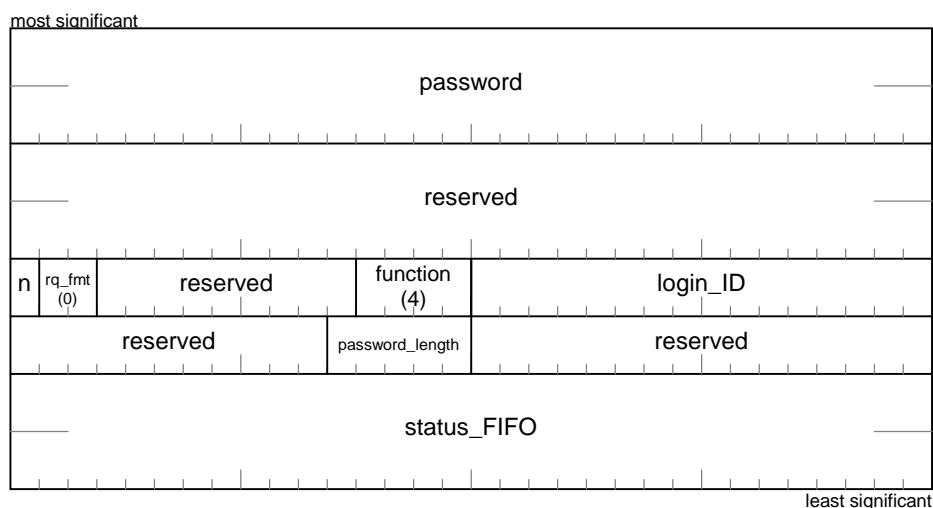 most significant
password
reserved
n rq_fmt (0) reserved function (4) login_ID
reserved password_length reserved
status_FIFO
least significant